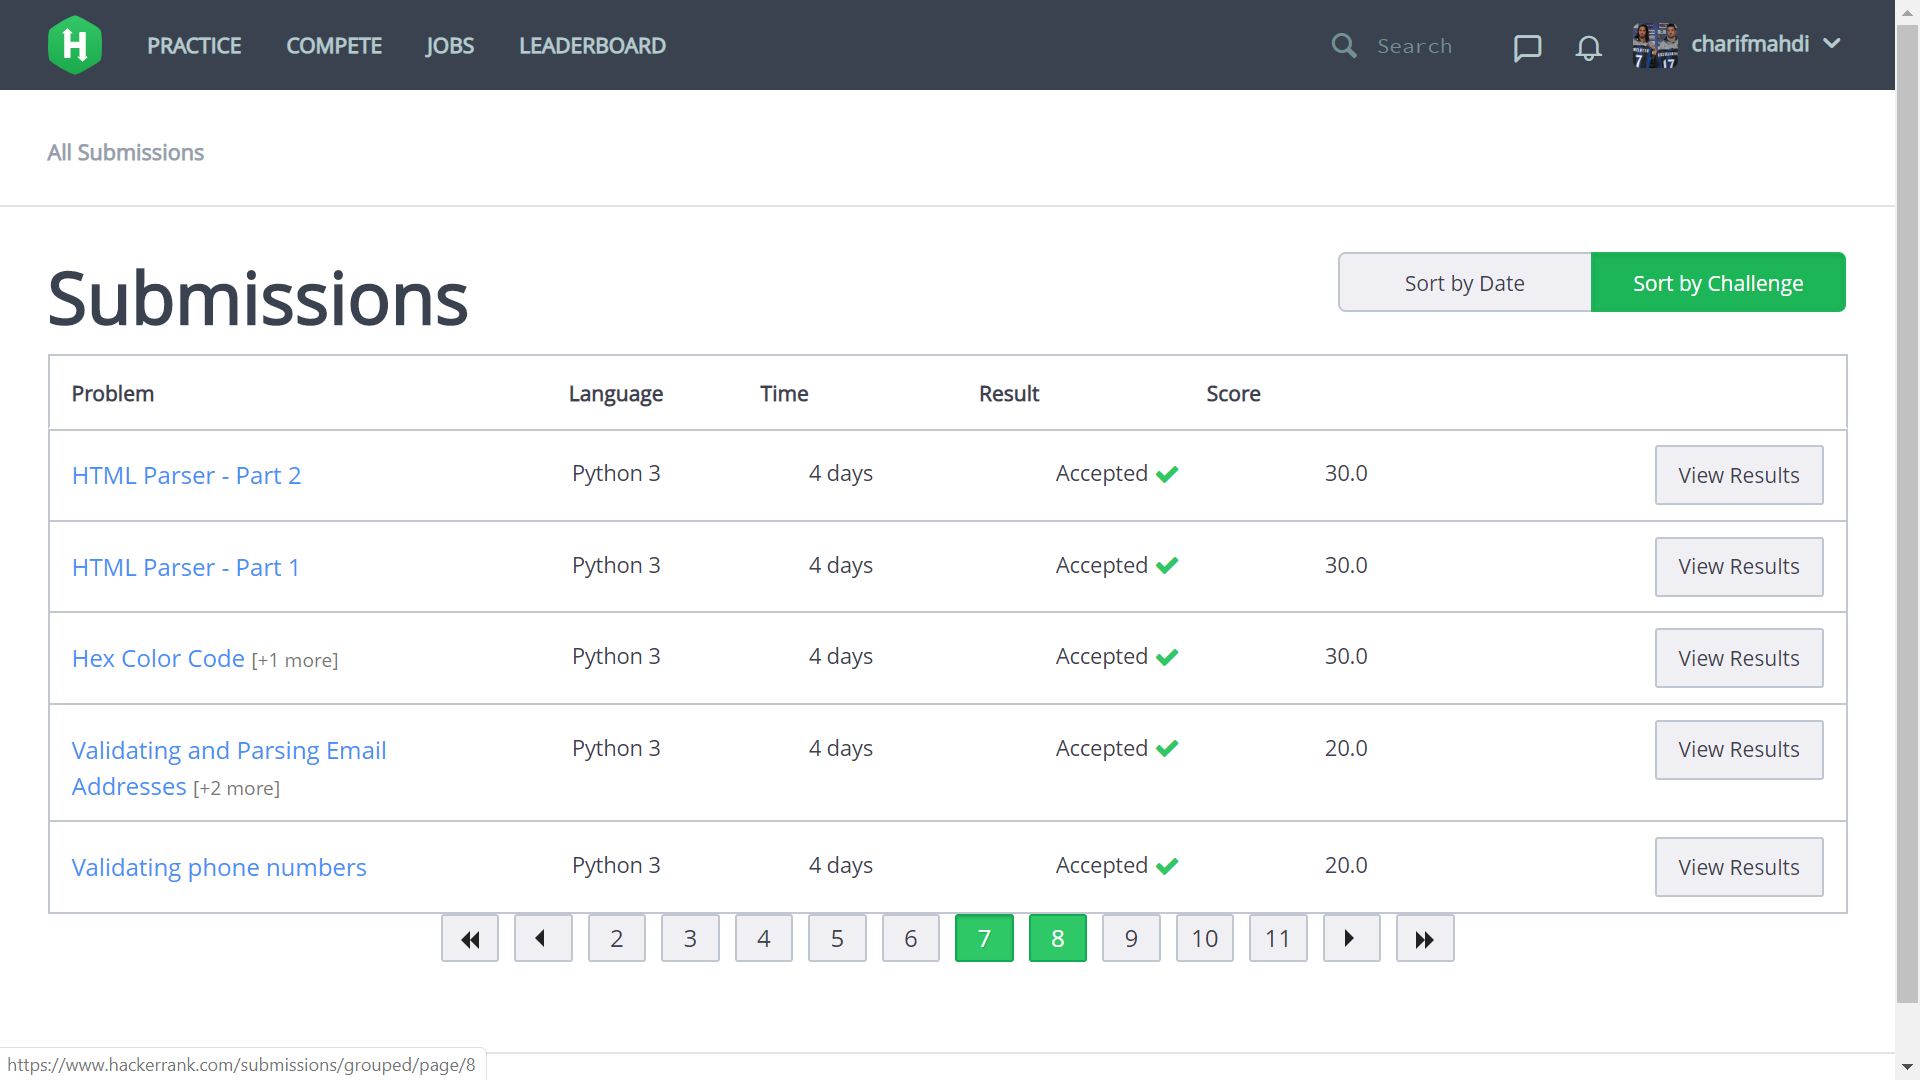 H PRACTICE COMPETE JOBS LEADERBOARD Search charifmahdi
7 17
All Submissions
Submissions
Sort by Date Sort by Challenge
Problem Language Time Result Score
HTML Parser - Part 2 Python 3 4 days Accepted 30.0 View Results
HTML Parser - Part 1 Python 3 4 days Accepted 30.0 View Results
Hex Color Code [+1 more] Python 3 4 days Accepted 30.0 View Results
Validating and Parsing Email Python 3 4 days Accepted 20.0 View Results
Addresses [+2 more]
Validating phone numbers Python 3 4 days Accepted 20.0 View Results
2 3 4 5 6 7 8 9 10 11
https://www.hackerrank.com/submissions/grouped/page/8